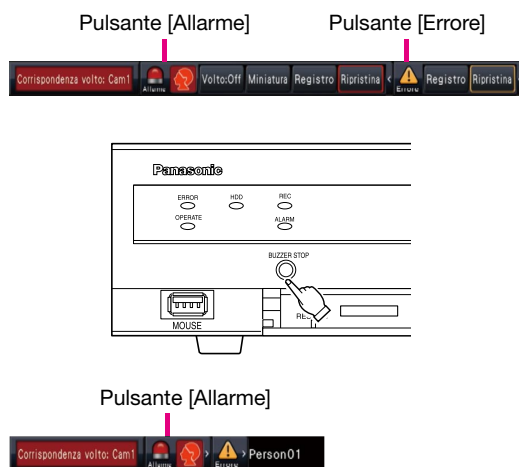 Pulsante [Allarme] Pulsante [Errore]
Corrispondenza volto: Cam1 Allarme Volto:Off Miniatura Registro Ripristina Errore Registro Ripristina
Panasonic
ERROR HDD REC
OPERATE ALARM
BUZZER STOP
MOUSE
Pulsante [Allarme]
Corrispondenza volto: Cam1 Allarme Errore Person01